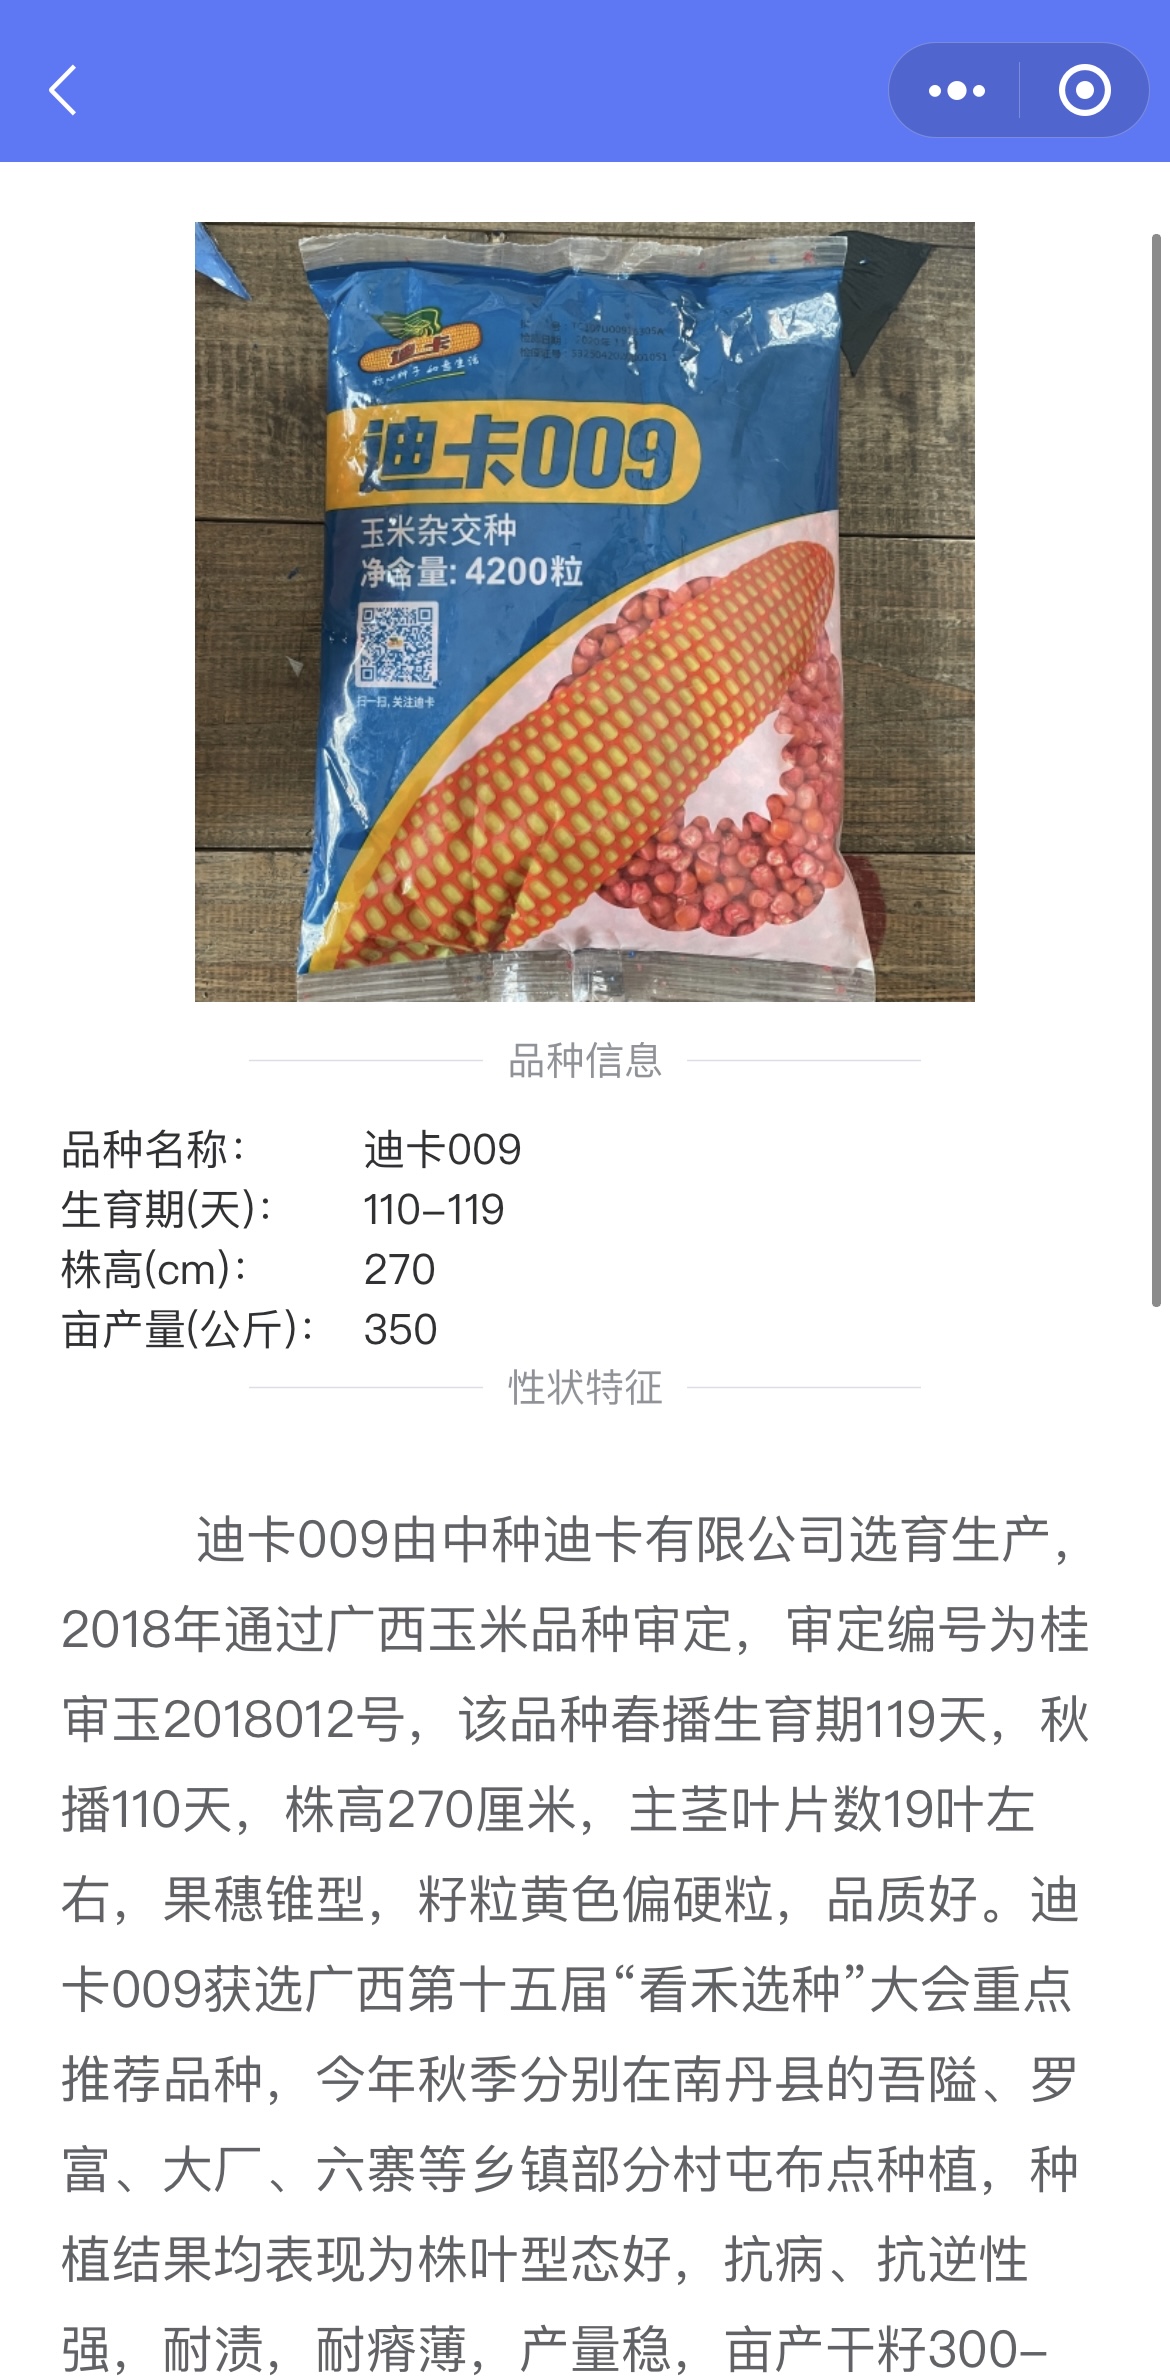 迪卡
迪卡009
玉米杂交种
净含量: 4200粒
扫一扫, 关注迪卡
品种信息
品种名称： 迪卡009
生育期(天)： 110-119
株高(cm)： 270
亩产量(公斤)： 350
性状特征
迪卡009由中种迪卡有限公司选育生产，
2018年通过广西玉米品种审定，审定编号为桂
审玉2018012号，该品种春播生育期119天，秋
播110天，株高270厘米，主茎叶片数19叶左
右，果穗锥型，籽粒黄色偏硬粒，品质好。迪
卡009获选广西第十五届“看禾选种”大会重点
推荐品种，今年秋季分别在南丹县的吾隘、罗
富、大厂、六寨等乡镇部分村屯布点种植，种
植结果均表现为株叶型态好，抗病、抗逆性
强，耐渍，耐瘠薄，产量稳，亩产干籽300-